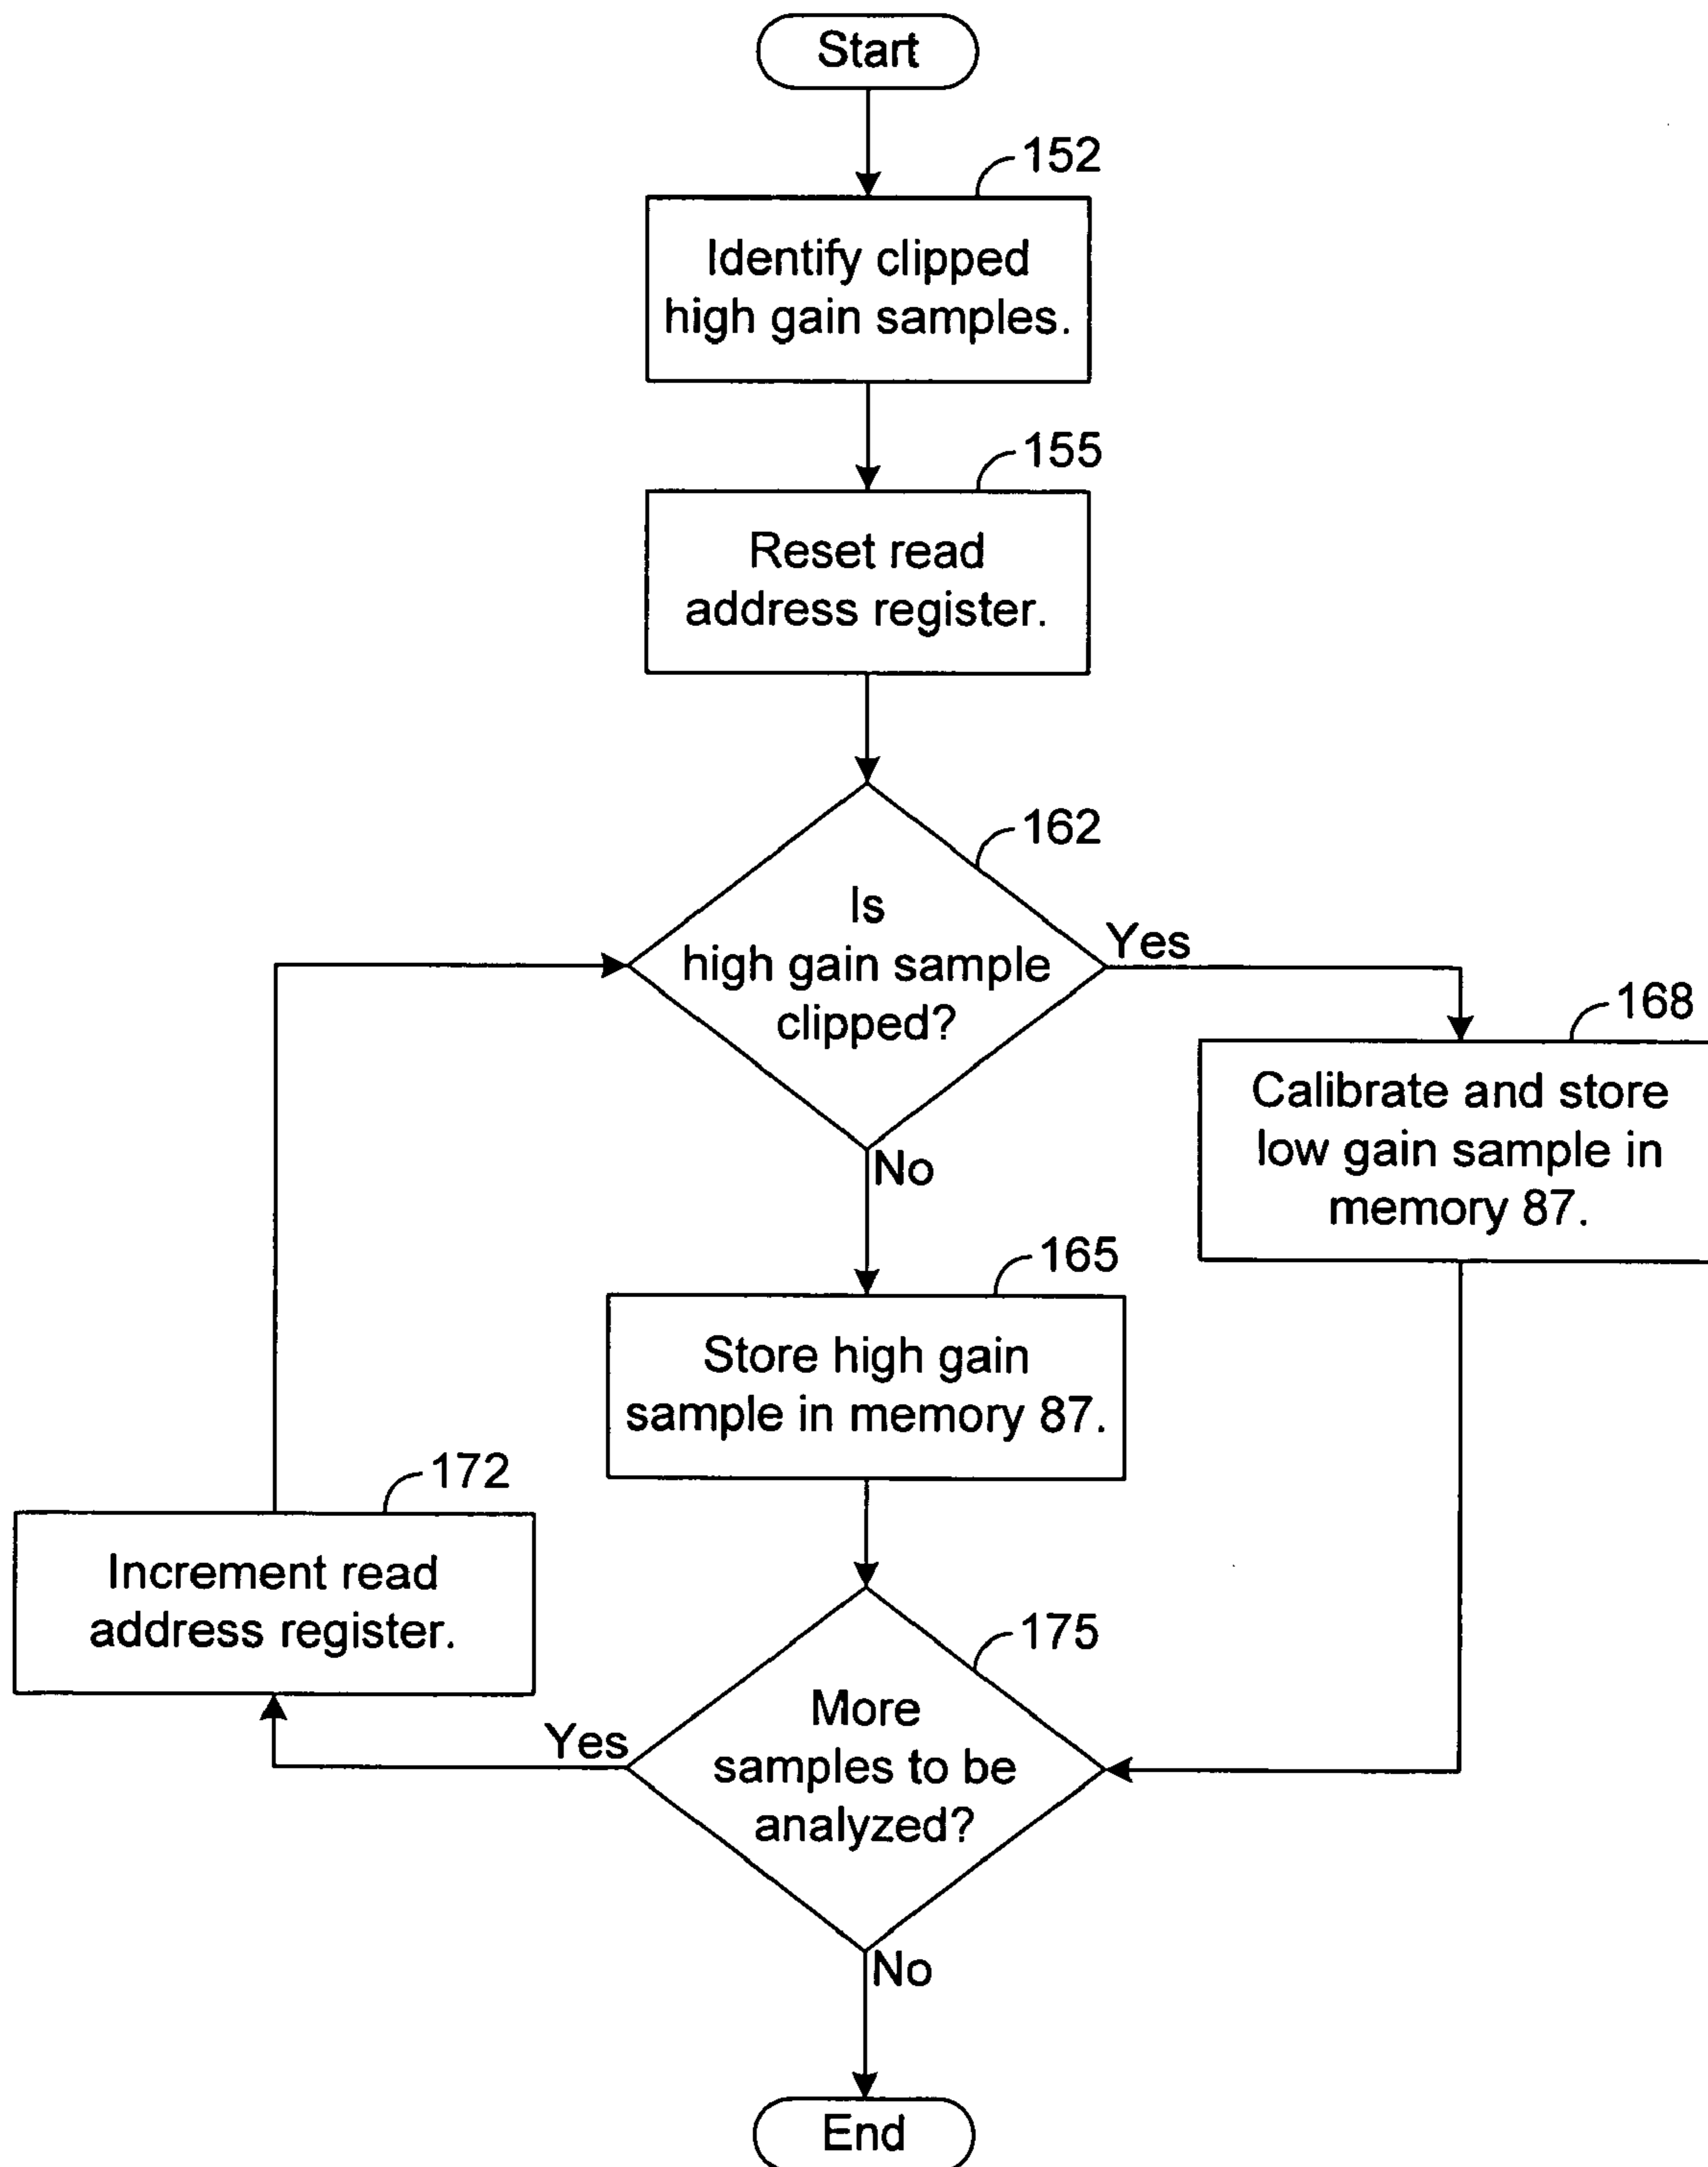 Start
152
Identify clipped
high gain samples.
155
Reset read
address register.
162
Is
high gain sample
clipped?
Yes
168
Calibrate and store
low gain sample in
memory 87.
No
165
Store high gain
sample in memory 87.
172
Increment read
address register.
175
More
samples to be
analyzed?
Yes
No
End